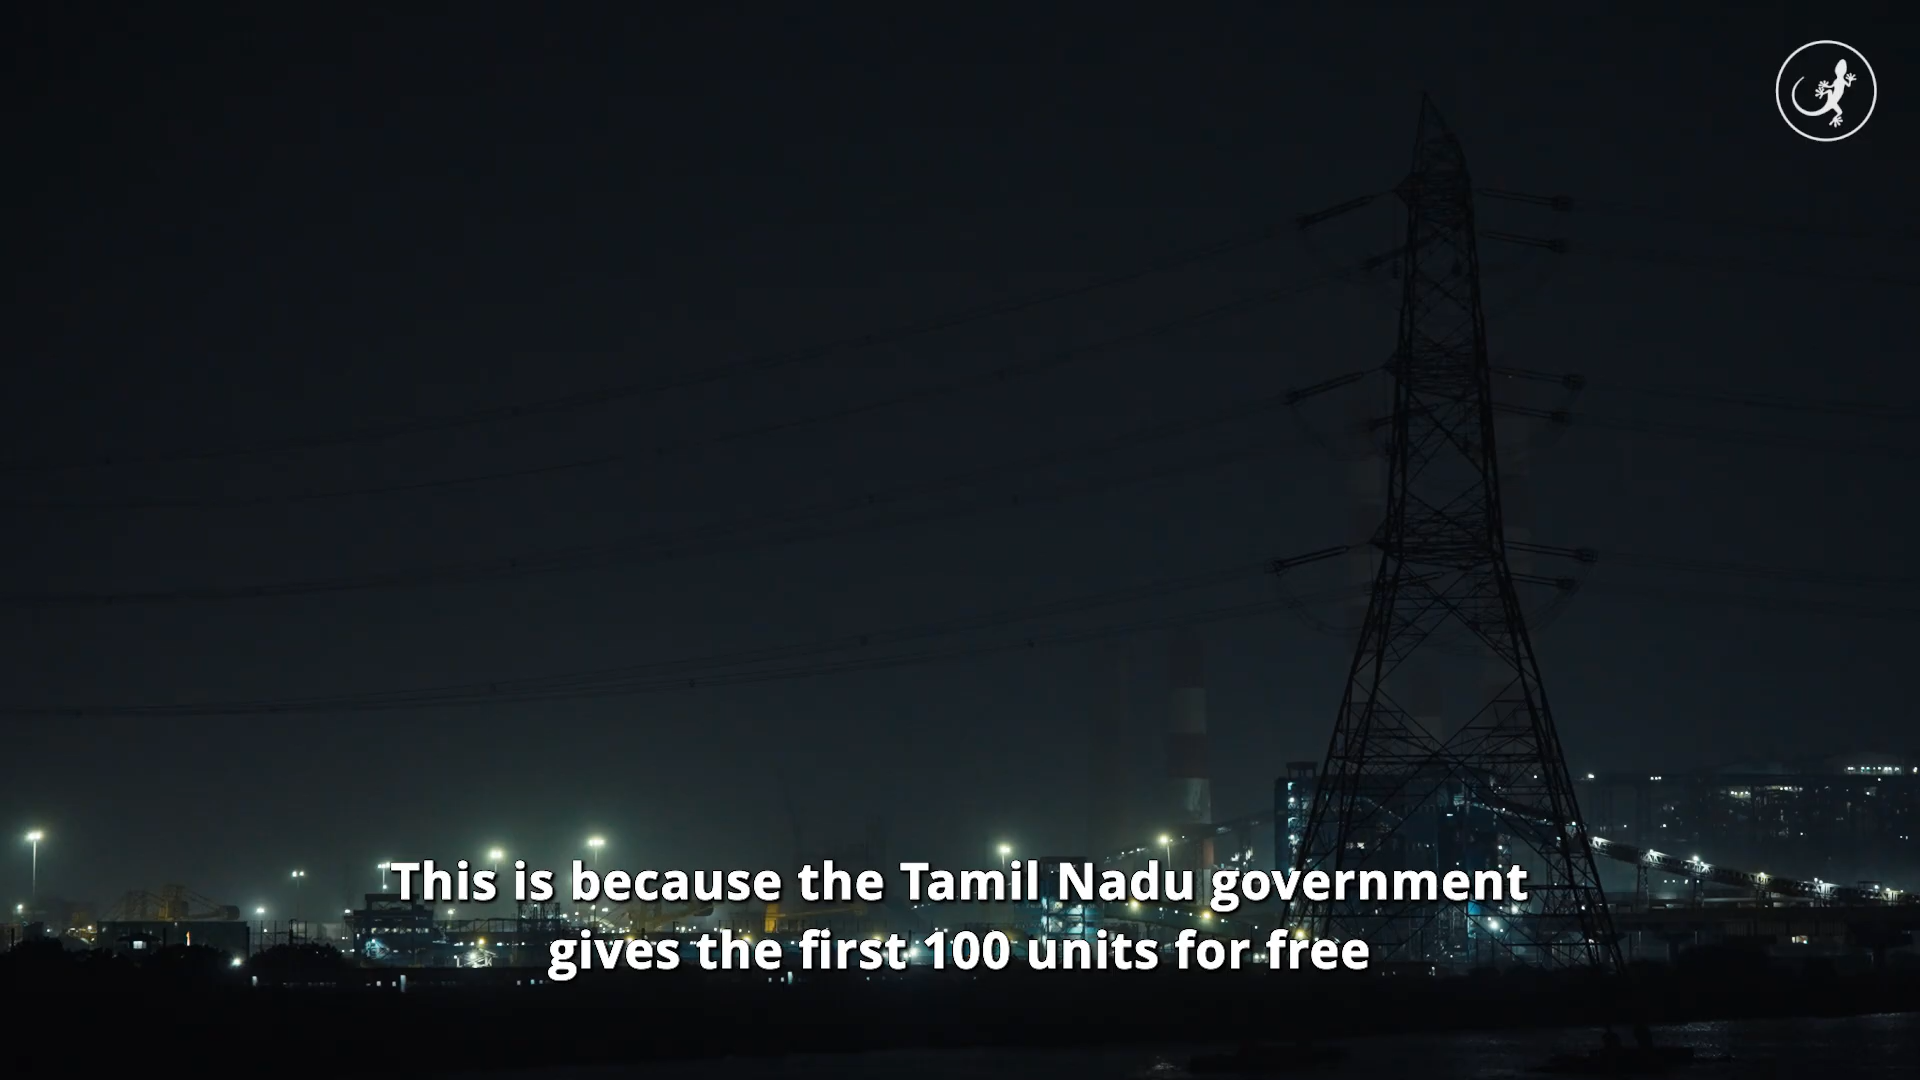 This is because the Tamil Nadu government
gives the first 100 units for free